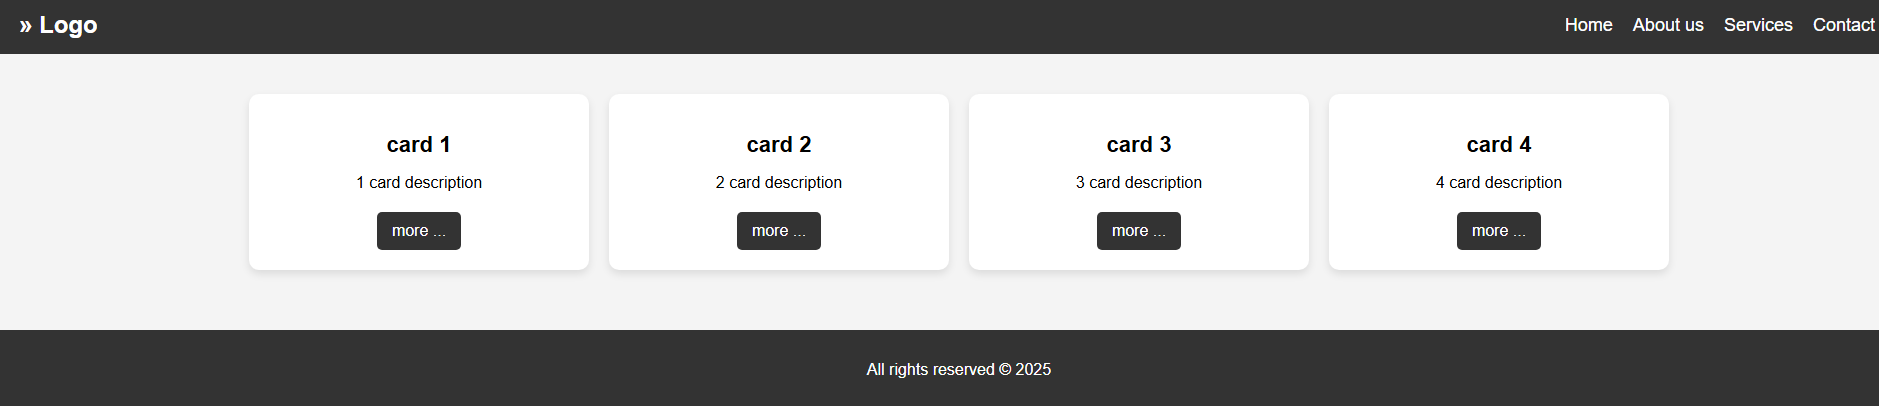 » Logo
Home About us Services Contact
card 1
1 card description
more ...
card 2
2 card description
more ...
card 3
3 card description
more ...
card 4
4 card description
more ...
All rights reserved © 2025